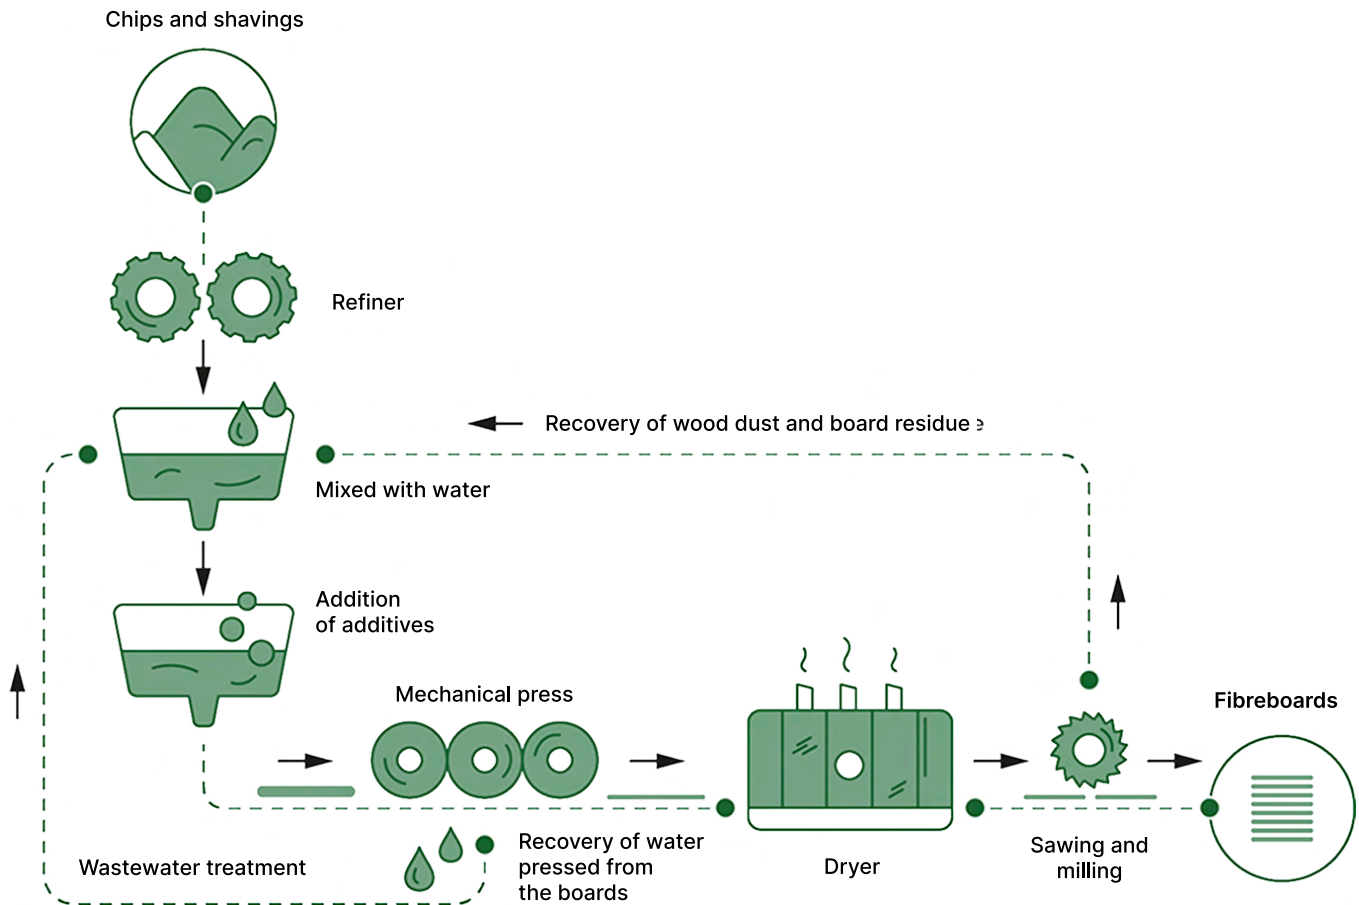 Chips and shavings
Refiner
Recovery of wood dust and board residue
Mixed with water
Addition
of additives
Mechanical press
Fibreboards
Recovery of water
pressed from
the boards
Wastewater treatment
Dryer
Sawing and
milling